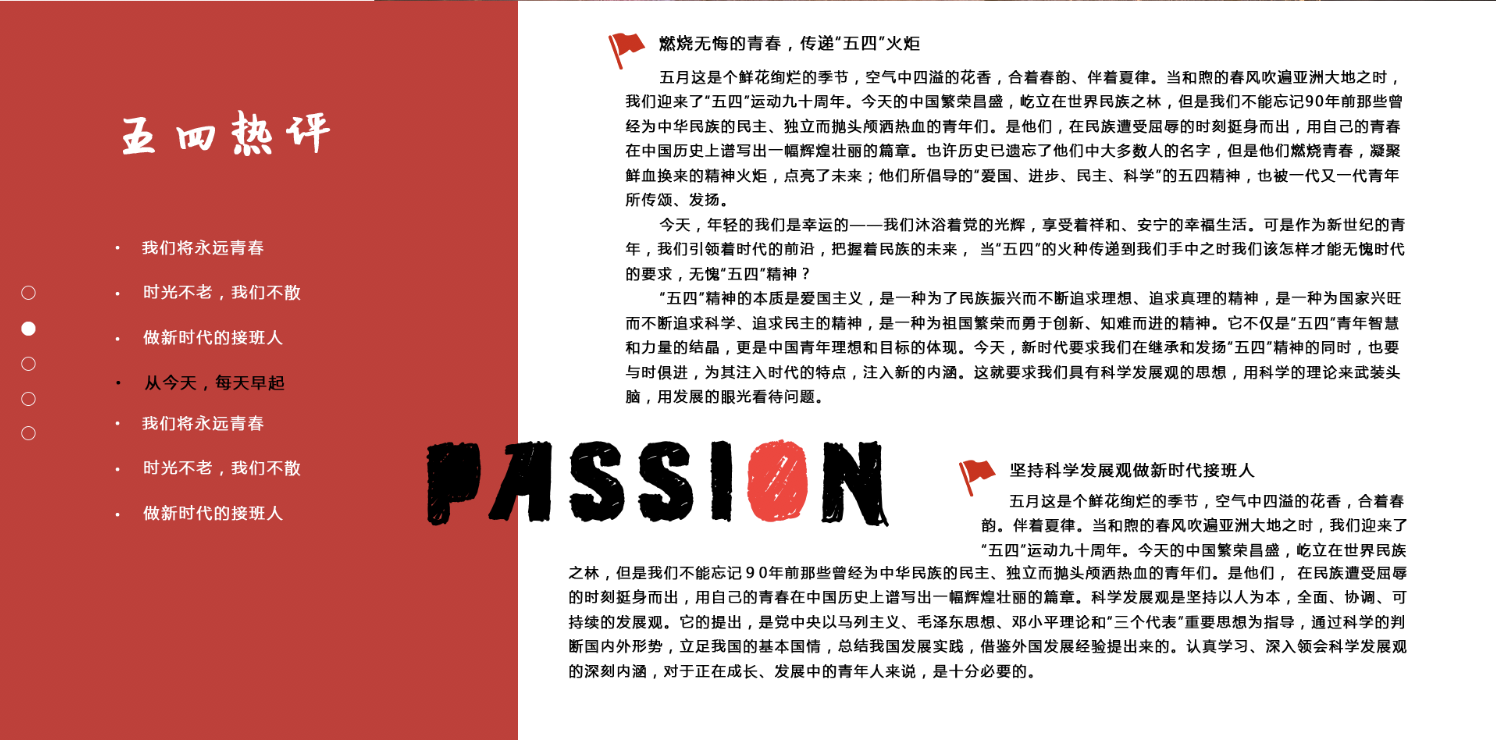 五四热评
• 我们将永远青春
• 时光不老，我们不散
• 做新时代的接班人
• 从今天，每天早起
• 我们将永远青春
• 时光不老，我们不散
• 做新时代的接班人
燃烧无悔的青春，传递“五四”火炬
五月这是个鲜花绚烂的季节，空气中四溢的花香，合着春韵、伴着夏律。当和煦的春风吹遍亚洲大地之时，
我们迎来了“五四”运动九十周年。今天的中国繁荣昌盛，屹立在世界民族之林，但是我们不能忘记90年前那些曾
经为中华民族的民主、独立而抛头颅洒热血的青年们。是他们，在民族遭受屈辱的时刻挺身而出，用自己的青春
在中国历史上谱写出一幅辉煌壮丽的篇章。也许历史已遗忘了他们中大多数人的名字，但是他们燃烧青春，凝聚
鲜血换来的精神火炬，点亮了未来；他们所倡导的“爱国、进步、民主、科学”的五四精神，也被一代又一代青年
所传颂、发扬。
今天，年轻的我们是幸运的——我们沐浴着党的光辉，享受着祥和、安宁的幸福生活。可是作为新世纪的青
年，我们引领着时代的前沿，把握着民族的未来， 当“五四”的火种传递到我们手中之时我们该怎样才能无愧时代
的要求，无愧“五四”精神？
“五四”精神的本质是爱国主义，是一种为了民族振兴而不断追求理想、追求真理的精神，是一种为国家兴旺
而不断追求科学、追求民主的精神，是一种为祖国繁荣而勇于创新、知难而进的精神。它不仅是“五四”青年智慧
和力量的结晶，更是中国青年理想和目标的体现。今天，新时代要求我们在继承和发扬“五四”精神的同时，也要
与时俱进，为其注入时代的特点，注入新的内涵。这就要求我们具有科学发展观的思想，用科学的理论来武装头
脑，用发展的眼光看待问题。
PASSION
坚持科学发展观做新时代接班人
五月这是个鲜花绚烂的季节，空气中四溢的花香，合着春
韵。伴着夏律。当和煦的春风吹遍亚洲大地之时，我们迎来了
“五四”运动九十周年。今天的中国繁荣昌盛，屹立在世界民族
之林，但是我们不能忘记９０年前那些曾经为中华民族的民主、独立而抛头颅洒热血的青年们。是他们， 在民族遭受屈辱
的时刻挺身而出，用自己的青春在中国历史上谱写出一幅辉煌壮丽的篇章。科学发展观是坚持以人为本，全面、协调、可
持续的发展观。它的提出，是党中央以马列主义、毛泽东思想、邓小平理论和“三个代表”重要思想为指导，通过科学的判
断国内外形势，立足我国的基本国情，总结我国发展实践，借鉴外国发展经验提出来的。认真学习、深入领会科学发展观
的深刻内涵，对于正在成长、发展中的青年人来说，是十分必要的。